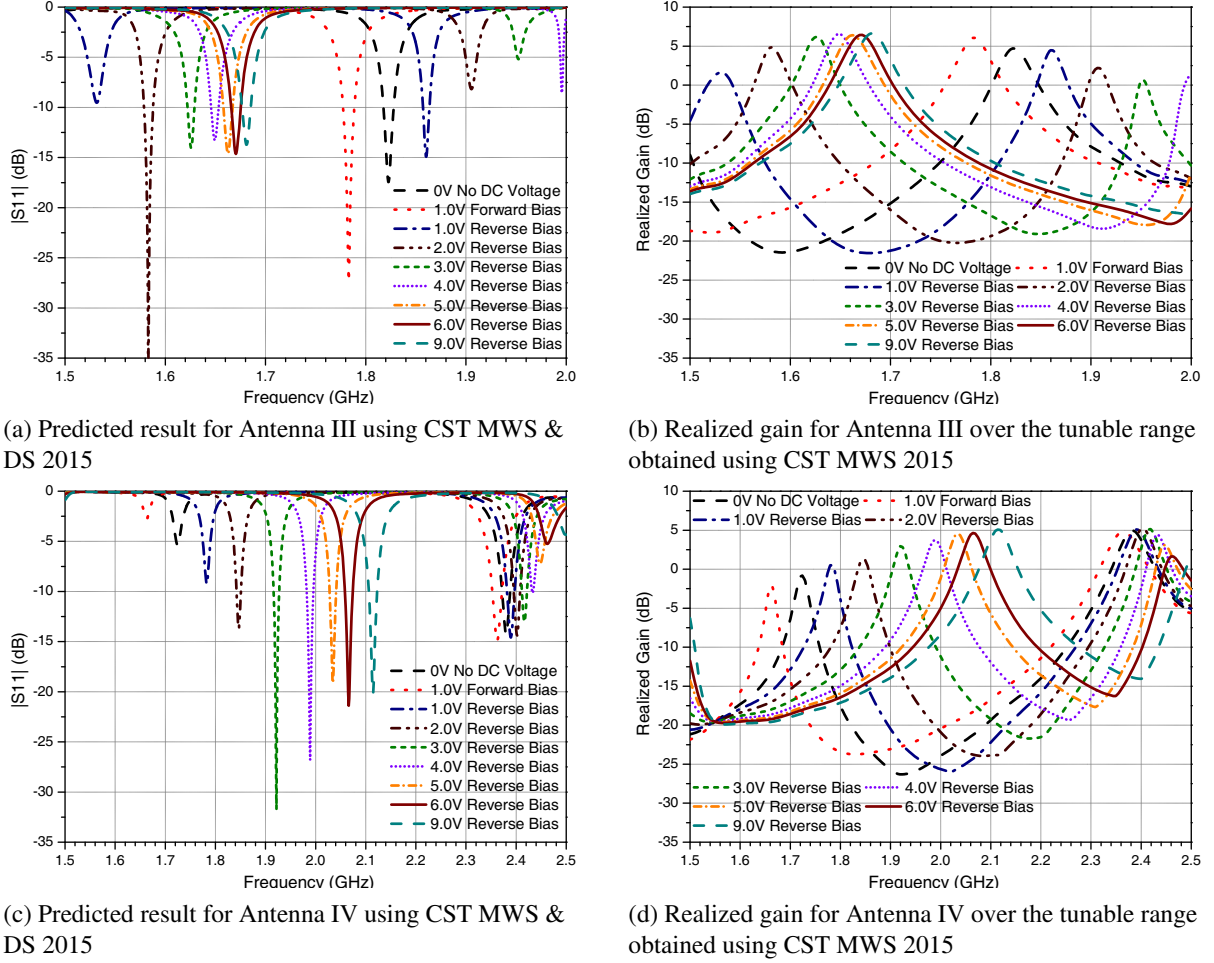 0
-5
-10
-15
-20
-25
-30
-35
|S11| (dB)
0V No DC Voltage
1.0V Forward Bias
1.0V Reverse Bias
2.0V Reverse Bias
3.0V Reverse Bias
4.0V Reverse Bias
5.0V Reverse Bias
6.0V Reverse Bias
9.0V Reverse Bias
1.5 1.6 1.7 1.8 1.9 2.0
Frequency (GHz)
(a) Predicted result for Antenna III using CST MWS &
DS 2015
10
5
0
-5
-10
-15
-20
-25
-30
-35
Realized Gain (dB)
0V No DC Voltage 1.0V Forward Bias
1.0V Reverse Bias 2.0V Reverse Bias
3.0V Reverse Bias 4.0V Reverse Bias
5.0V Reverse Bias 6.0V Reverse Bias
9.0V Reverse Bias
1.5 1.6 1.7 1.8 1.9 2.0
Frequency (GHz)
(b) Realized gain for Antenna III over the tunable range
obtained using CST MWS 2015
0
-5
-10
-15
-20
-25
-30
-35
|S11| (dB)
0V No DC Voltage
1.0V Forward Bias
1.0V Reverse Bias
2.0V Reverse Bias
3.0V Reverse Bias
4.0V Reverse Bias
5.0V Reverse Bias
6.0V Reverse Bias
9.0V Reverse Bias
1.5 1.6 1.7 1.8 1.9 2.0 2.1 2.2 2.3 2.4 2.5
Frequency (GHz)
(c) Predicted result for Antenna IV using CST MWS &
DS 2015
10
5
0
-5
-10
-15
-20
-25
-30
-35
Realized Gain (dB)
0V No DC Voltage 1.0V Forward Bias
1.0V Reverse Bias 2.0V Reverse Bias
3.0V Reverse Bias 4.0V Reverse Bias
5.0V Reverse Bias 6.0V Reverse Bias
9.0V Reverse Bias
1.5 1.6 1.7 1.8 1.9 2.0 2.1 2.2 2.3 2.4 2.5
Frequency (GHz)
(d) Realized gain for Antenna IV over the tunable range
obtained using CST MWS 2015